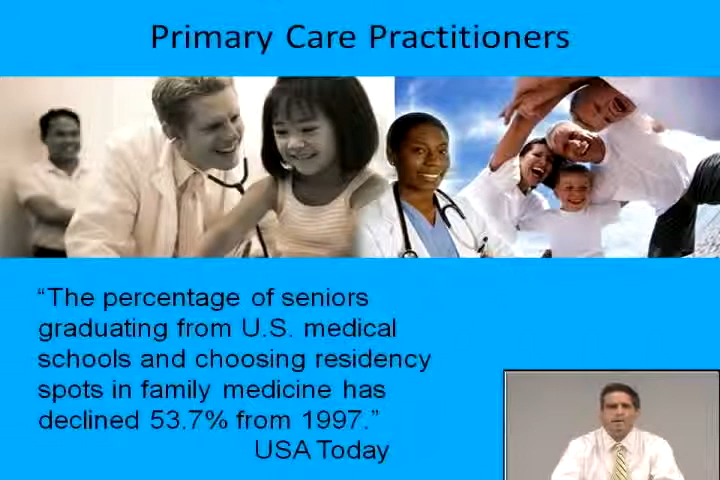 Primary Care Practitioners
“The percentage of seniors
graduating from U.S. medical
schools and choosing residency
spots in family medicine has
declined 53.7% from 1997.”
USA Today